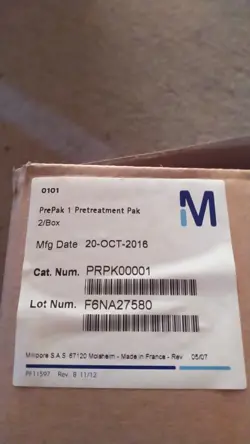 0101
PrePak 1 Pretreatment Pak
2/Box
M
Mfg Date 20-OCT-2016
Cat. Num. PRPK00001
Lot Num. F6NA27580
Millipore S.A.S. 67120 Molsheim - Made in France - Rev 05/07
PF11597 Rev. B 11/12